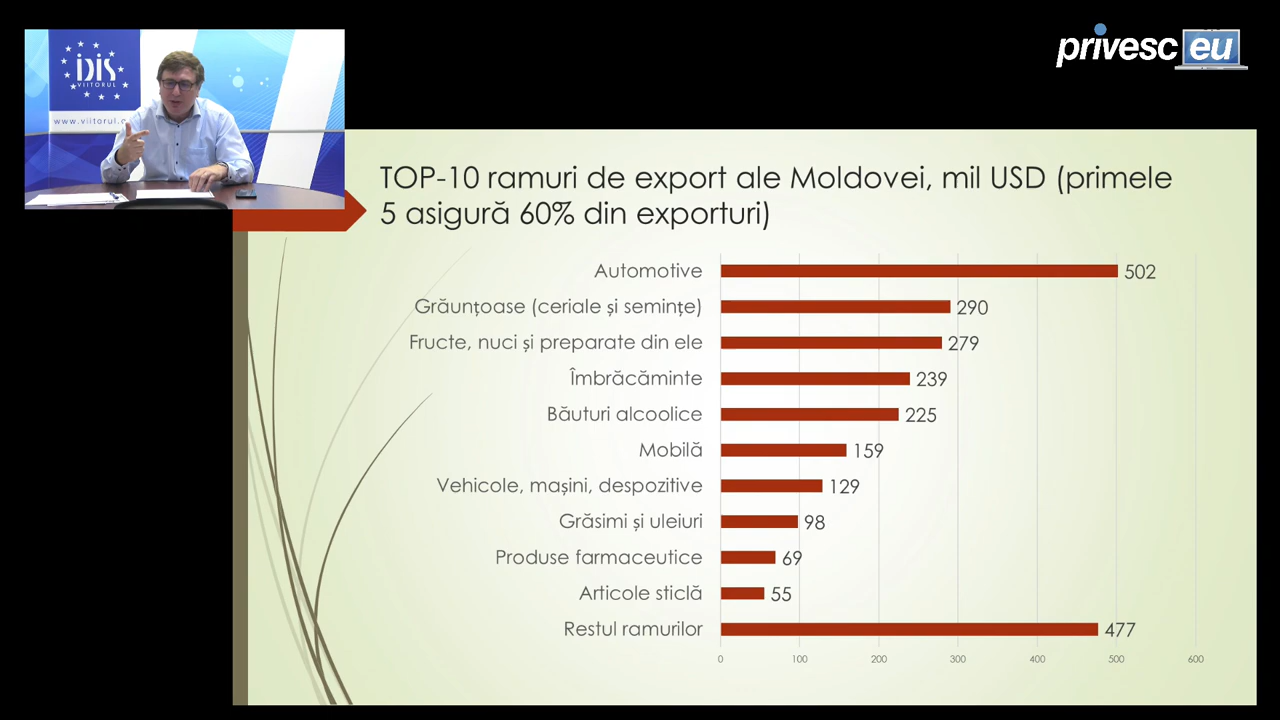 iDiS
VIITORUL
www.viitorul.o
privesc eu
TOP-10 ramuri de export ale Moldovei, mil USD (primele
5 asigură 60% din exporturi)
Automotive 502
Grăunțoase (ceriale și semințe) 290
Fructe, nuci și preparate din ele 279
Îmbrăcăminte 239
Băuturi alcoolice 225
Mobilă 159
Vehicole, mașini, despozitive 129
Grăsimi și uleiuri 98
Produse farmaceutice 69
Articole sticlă 55
Restul ramurilor 477
0 100 200 300 400 500 600